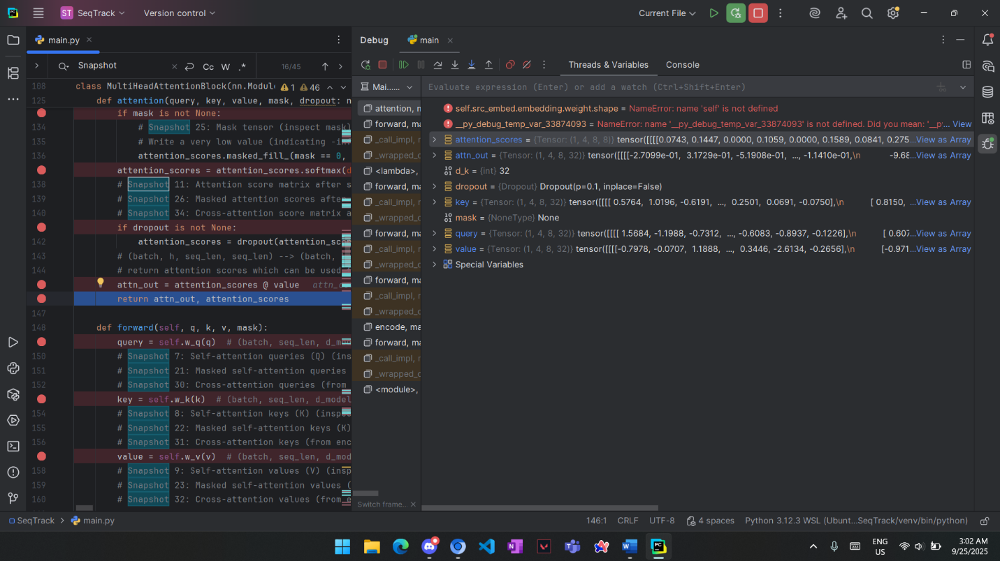 ST SeqTrack Version control Current File
main.py
Debug main
Snapshot Cc W .* 16/45
Threads & Variables Console
108 class MultiHeadAttentionBlock(nn.Module 1 46
125 def attention(query, key, value, mask, dropout: n
if mask is not None:
134 # Snapshot 25: Mask tensor (inspect mask)
135 # Write a very low value (indicating -in
136 attention_scores.masked_fill_(mask == 0,
attention_scores = attention_scores.softmax(d
138 # Snapshot 11: Attention score matrix after s
139 # Snapshot 26: Masked attention scores afte
140 # Snapshot 34: Cross-attention score matrix a
if dropout is not None:
142 attention_scores = dropout(attention_sco
143 # (batch, h, seq_len, seq_len) --> (batch,
144 # return attention scores which can be used
attn_out = attention_scores @ value
return attn_out, attention_scores
147
148 def forward(self, q, k, v, mask):
query = self.w_q(q) # (batch, seq_len, d_mo
150 # Snapshot 7: Self-attention queries (Q) (ins
151 # Snapshot 21: Masked self-attention queries
152 # Snapshot 30: Cross-attention queries (from
key = self.w_k(k) # (batch, seq_len, d_model
154 # Snapshot 8: Self-attention keys (K) (inspe
155 # Snapshot 22: Masked self-attention keys (K)
156 # Snapshot 31: Cross-attention keys (from enc
value = self.w_v(v) # (batch, seq_len, d_mod
158 # Snapshot 9: Self-attention values (V) (insp
159 # Snapshot 23: Masked self-attention values (
160 # Snapshot 32: Cross-attention values (from e
Mai...... Evaluate expression (Enter) or add a watch (Ctrl+Shift+Enter)
attention, m
forward, ma
_call_impl, r
_wrapped_c
<lambda>,
forward, ma
_call_impl, r
_wrapped_c
forward, ma
_call_impl, r
_wrapped_c
forward, ma
_call_impl, r
_wrapped_c
encode, ma
forward, ma
_call_impl, r
_wrapped_c
<module>,
Switch frame...
self.src_embed.embedding.weight.shape = NameError: name 'self' is not defined
__py_debug_temp_var_33874093 = NameError: name '__py_debug_temp_var_33874093' is not defined. Did you mean: '__p... View
attention_scores = {Tensor: (1, 4, 8, 8)} tensor([[[[0.0743, 0.1447, 0.0000, 0.1059, 0.0000, 0.1589, 0.0841, 0.275...View as Array
attn_out = {Tensor: (1, 4, 8, 32)} tensor([[[[-2.7099e-01, 3.1729e-01, -5.1908e-01, ..., -1.1410e-01,\n -9.68...View as Array
d_k = {int} 32
dropout = {Dropout} Dropout(p=0.1, inplace=False)
key = {Tensor: (1, 4, 8, 32)} tensor([[[[ 0.5764, 1.0196, -0.6191, ..., 0.2501, 0.0691, -0.0750],\n [ 0.8150, ...View as Array
mask = {NoneType} None
query = {Tensor: (1, 4, 8, 32)} tensor([[[[ 1.5684, -1.1988, -0.7312, ..., -0.6083, -0.8937, -0.1226],\n [ 0.607...View as Array
value = {Tensor: (1, 4, 8, 32)} tensor([[[[-0.7978, -0.0707, 1.1888, ..., 0.3446, -2.6134, -0.2656],\n [-0.971...View as Array
Special Variables
SeqTrack main.py 146:1 CRLF UTF-8 4 spaces Python 3.12.3 WSL (Ubunt...SeqTrack/venv/bin/python)
ENG
US
3:02 AM
9/25/2025